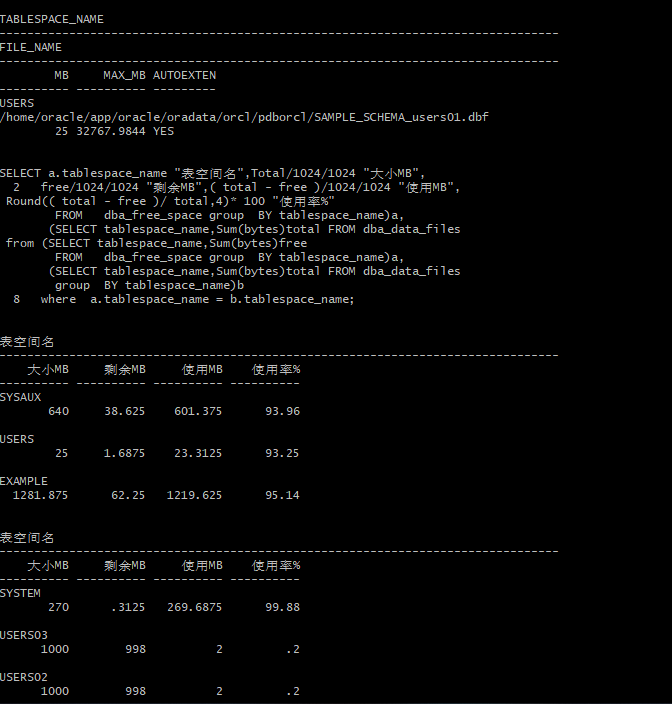 TABLESPACE_NAME
--------------------------------------------------------------------------------
FILE_NAME
--------------------------------------------------------------------------------
        MB     MAX_MB AUTOEXTEN
---------- ---------- ---------
USERS
/home/oracle/app/oracle/oradata/orcl/pdborcl/SAMPLE_SCHEMA_users01.dbf
        25 32767.9844 YES
SELECT a.tablespace_name "表空间名",Total/1024/1024 "大小MB",
  2   free/1024/1024 "剩余MB",( total - free )/1024/1024 "使用MB",
 Round(( total - free )/ total,4)* 100 "使用率%"
        FROM   dba_free_space group  BY tablespace_name)a,
       (SELECT tablespace_name,Sum(bytes)total FROM dba_data_files
 from (SELECT tablespace_name,Sum(bytes)free
        FROM   dba_free_space group  BY tablespace_name)a,
       (SELECT tablespace_name,Sum(bytes)total FROM dba_data_files
        group  BY tablespace_name)b
  8   where  a.tablespace_name = b.tablespace_name;
表空间名
--------------------------------------------------------------------------------
    大小MB     剩余MB     使用MB    使用率%
---------- ---------- ---------- ----------
SYSAUX
       640     38.625    601.375      93.96
USERS
        25     1.6875    23.3125      93.25
EXAMPLE
  1281.875      62.25   1219.625      95.14
表空间名
--------------------------------------------------------------------------------
    大小MB     剩余MB     使用MB    使用率%
---------- ---------- ---------- ----------
SYSTEM
       270      .3125   269.6875      99.88
USERS03
      1000        998          2         .2
USERS02
      1000        998          2         .2